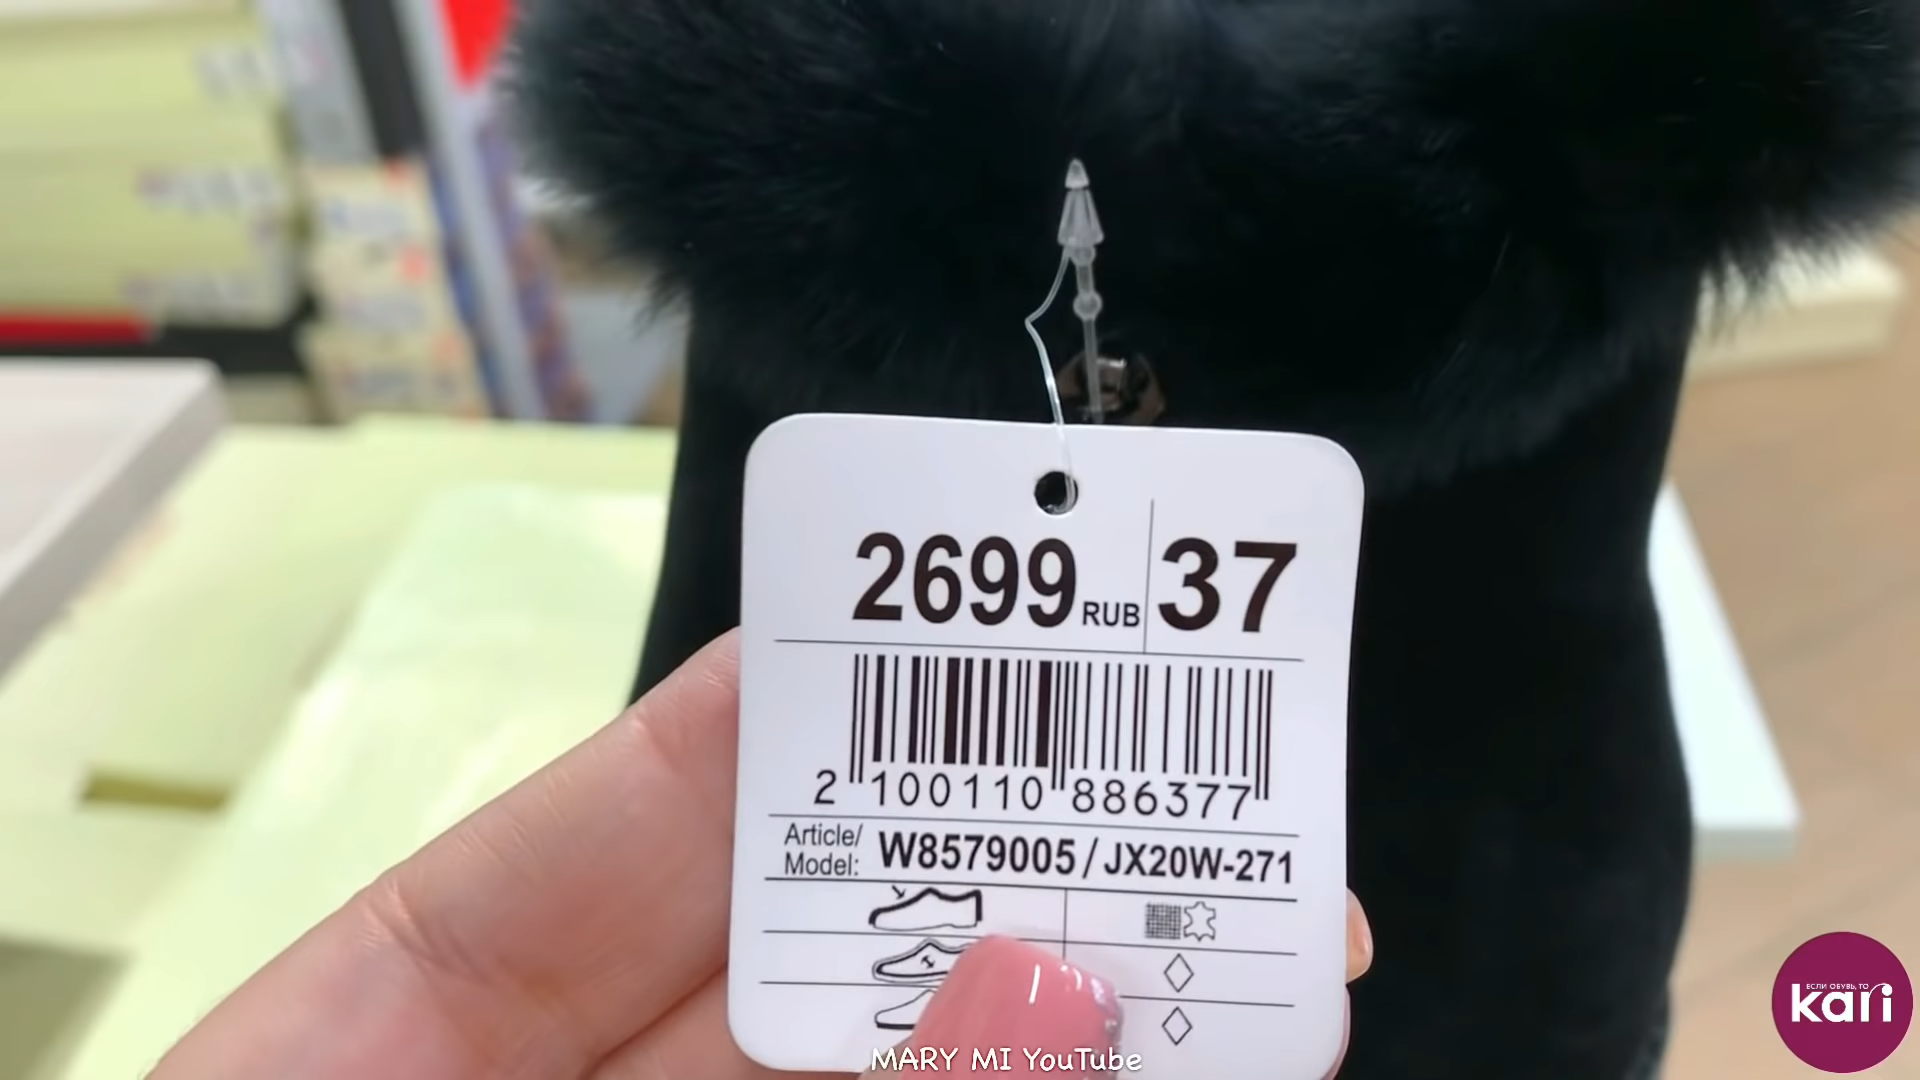 2699 RUB 37
2 100110 886377
Article/
Model: W8579005 / JX20W-271
ЕСЛИ ОБУВЬ, ТО
kari
MARY MI YouTube